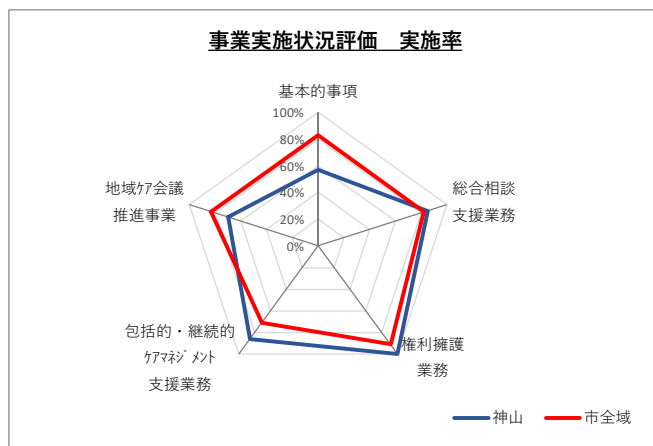 事業実施状況評価　実施率
基本的事項
100%
80%
60%
40%
20%
0%
総合相談
支援業務
権利擁護
業務
包括的・継続的
ｹｱﾏﾈｼﾞﾒﾝﾄ
支援業務
地域ｹｱ会議
推進事業
神山
市全域